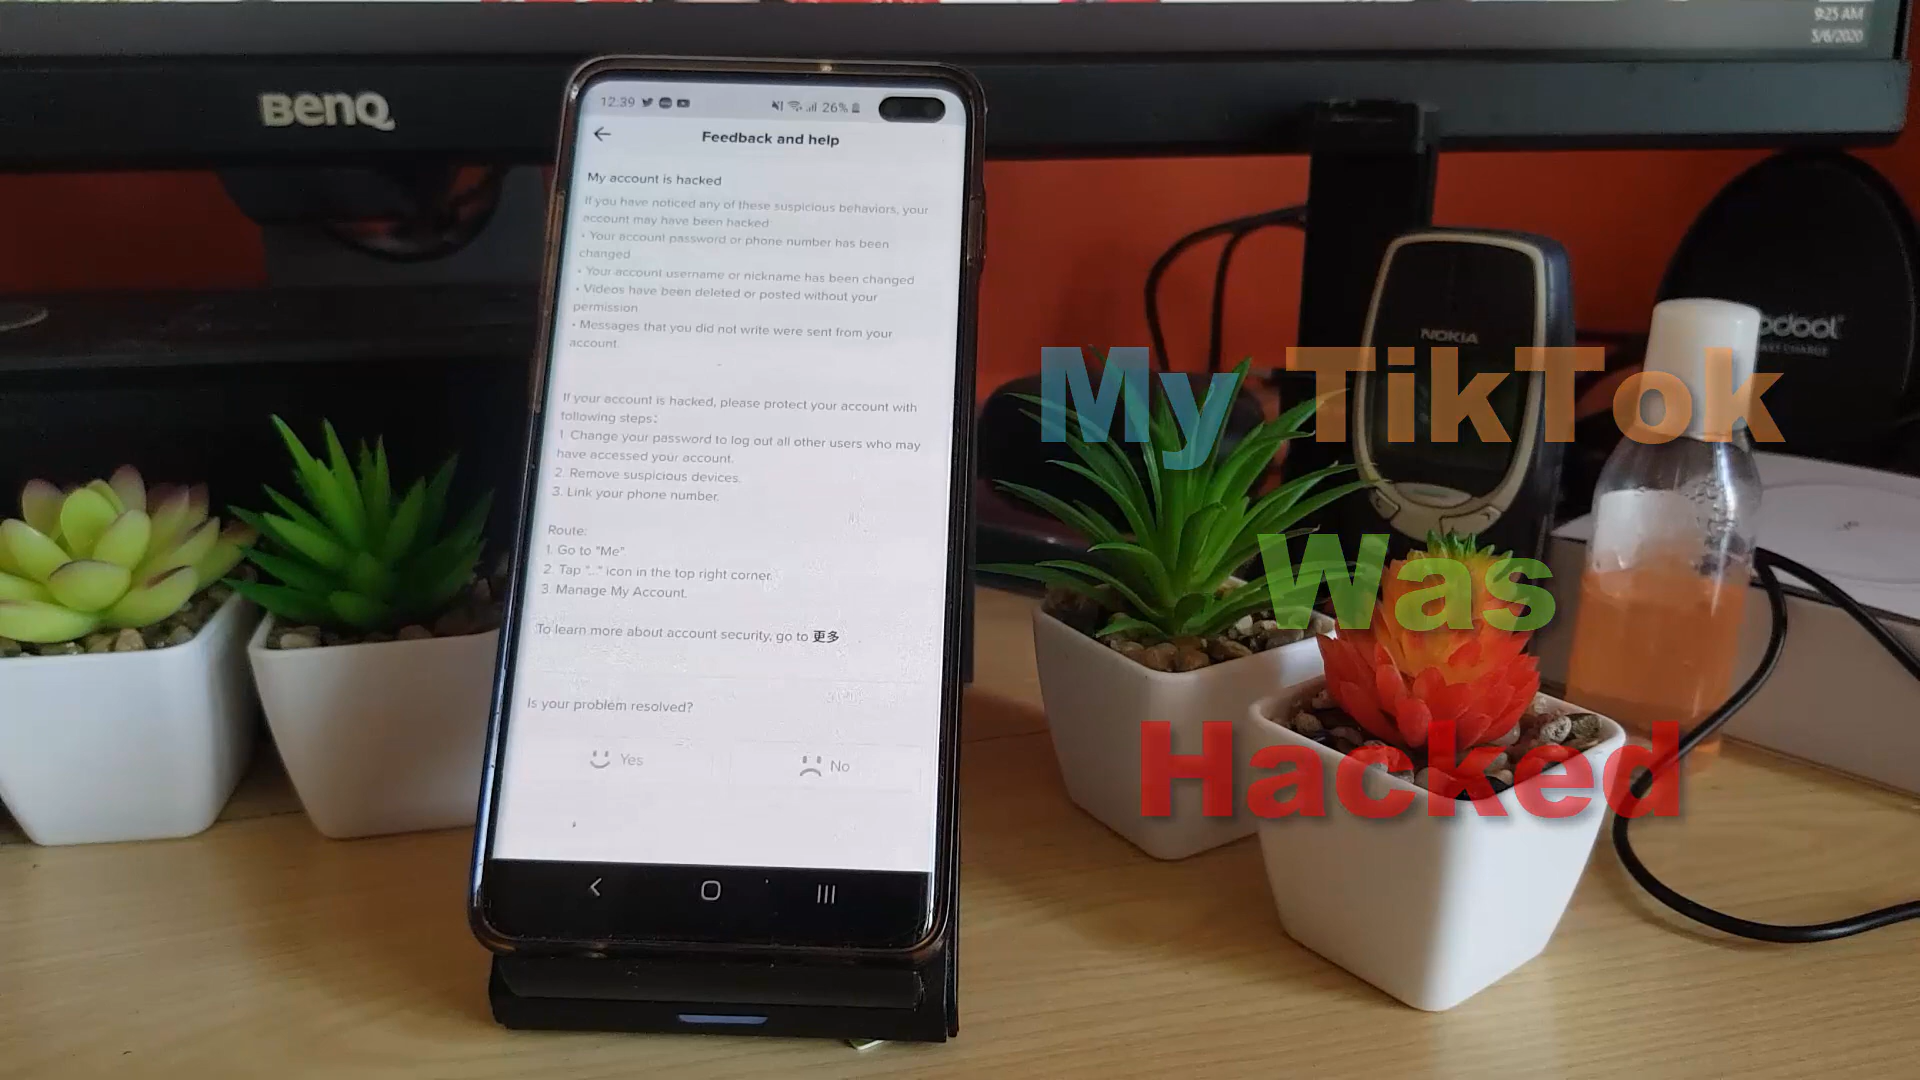 9:25 AM
5/6/2020
BenQ
12:39
26%
Feedback and help
My account is hacked
If you have noticed any of these suspicious behaviors, your
account may have been hacked
• Your account password or phone number has been
changed
• Your account username or nickname has been changed
• Videos have been deleted or posted without your
permission
• Messages that you did not write were sent from your
account.
If your account is hacked, please protect your account with
following steps:
1. Change your password to log out all other users who may
have accessed your account.
2. Remove suspicious devices.
3. Link your phone number.
Route:
1. Go to "Me".
2. Tap "..." icon in the top right corner.
3. Manage My Account.
To learn more about account security, go to 更多
Is your problem resolved?
Yes
No
NOKIA
My TikTok
Was
Hacked